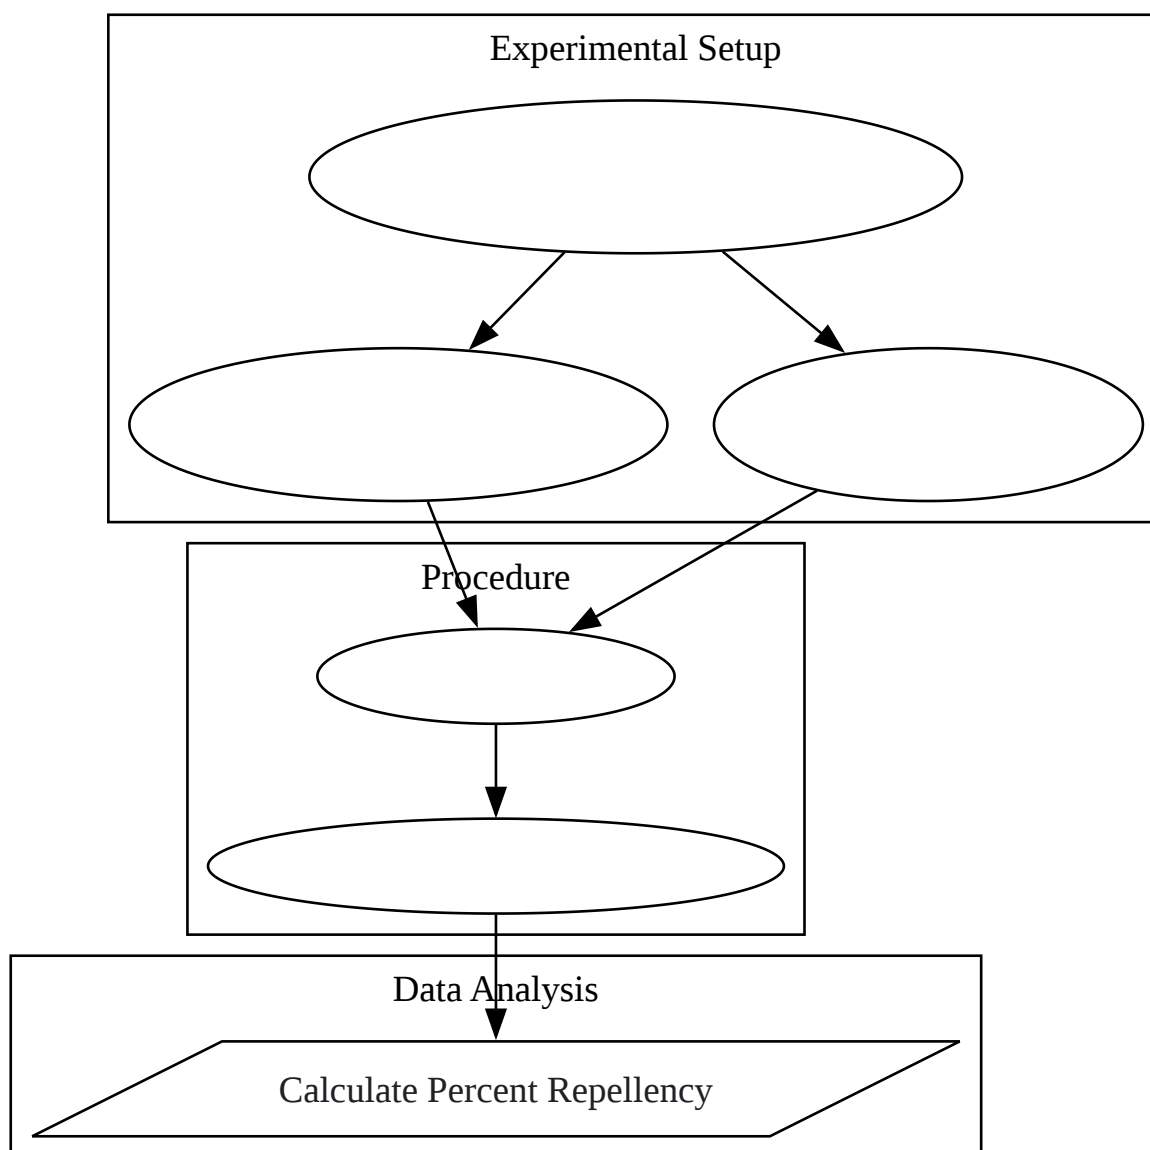 Experimental Setup
Procedure
Data Analysis
Calculate Percent Repellency